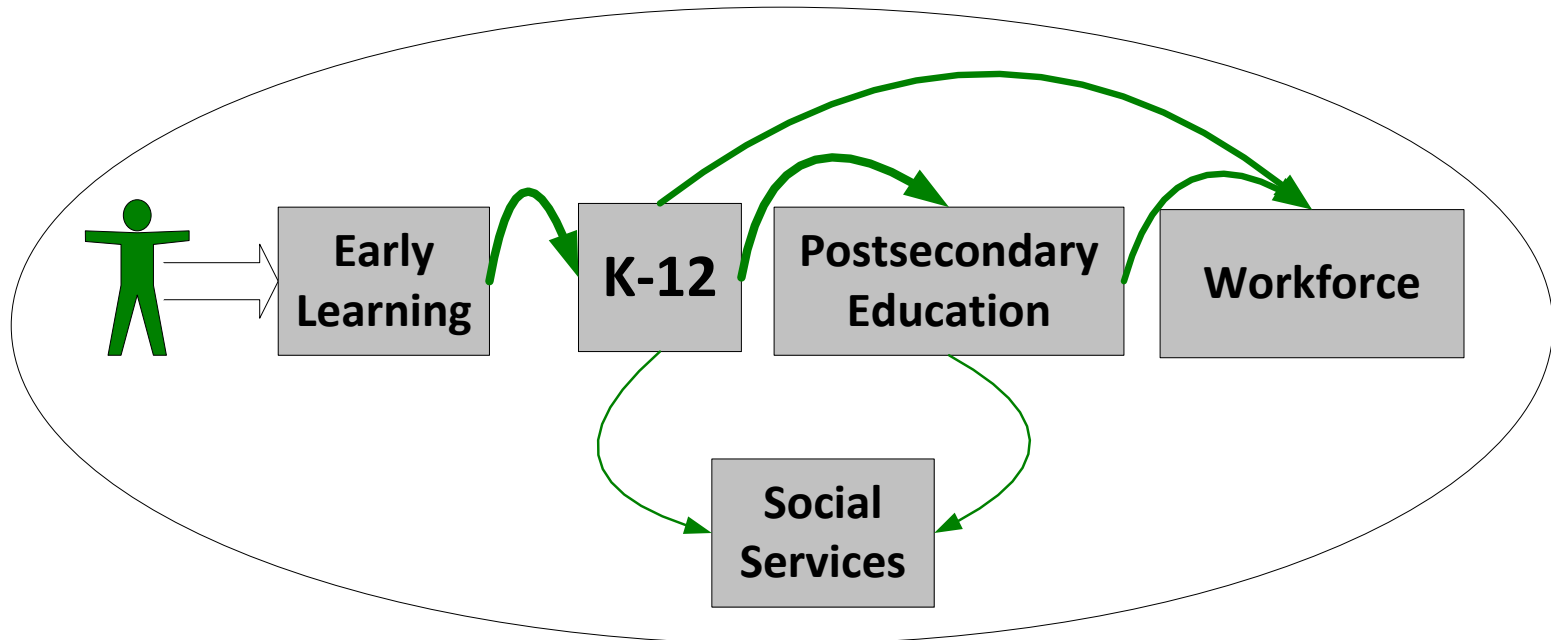 Early
Learning
K-12
Postsecondary
Education
Workforce
Social
Services